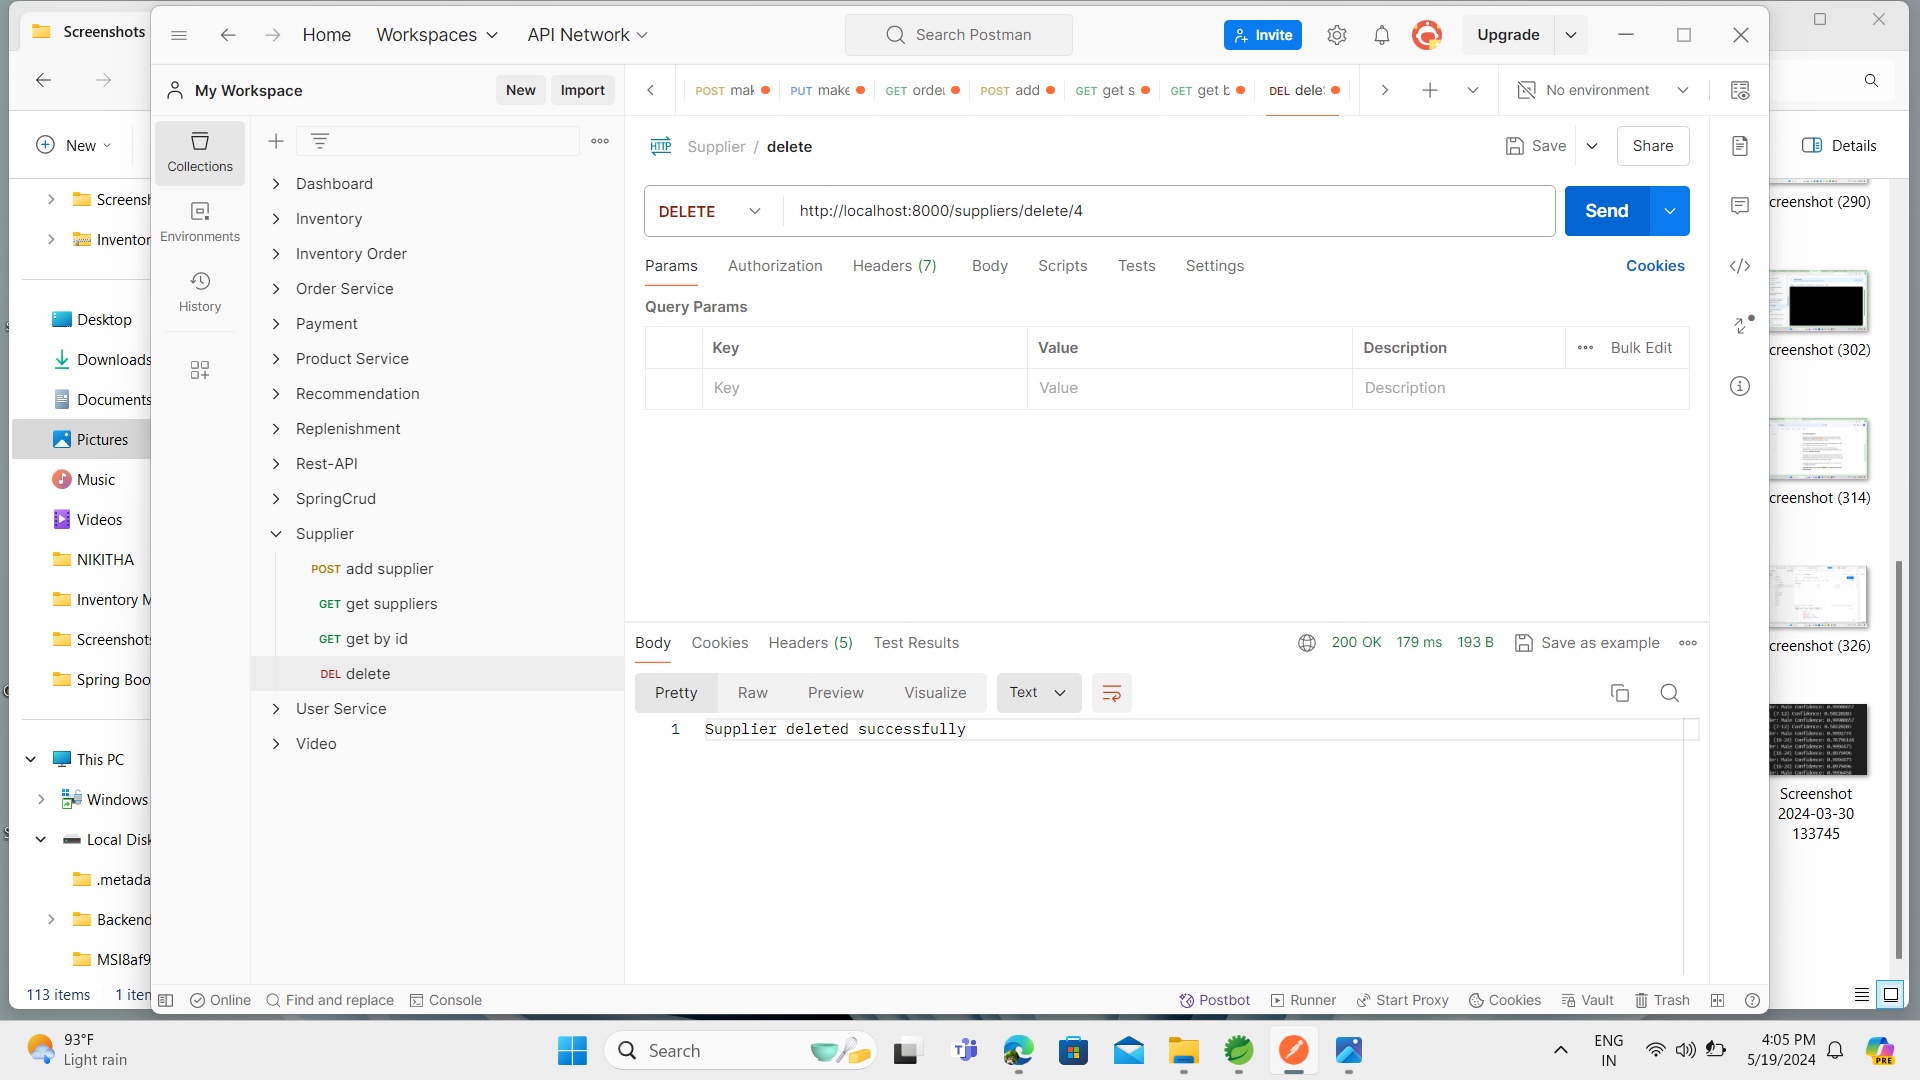 Screenshots
Home
Workspaces
API Network
Search Postman
Invite
Upgrade
My Workspace
New
Import
POST mak
PUT make
GET orde
POST add
GET get s
GET get b
DEL dele
No environment
New
Details
Collections
Environments
History
Supplier / delete
Save
Share
DELETE
http://localhost:8000/suppliers/delete/4
Send
Params
Authorization
Headers (7)
Body
Scripts
Tests
Settings
Cookies
Query Params
Key
Value
Description
Bulk Edit
Key
Value
Description
Dashboard
Inventory
Inventory Order
Order Service
Payment
Product Service
Recommendation
Replenishment
Rest-API
SpringCrud
Supplier
POST add supplier
GET get suppliers
GET get by id
DEL delete
User Service
Video
Screensh
Inventor
Desktop
Downloads
Documents
Pictures
Music
Videos
NIKITHA
Inventory M
Screenshots
Spring Boo
This PC
Windows
Local Disk
.metada
Backend
MSI8af9
113 items
1 iten
Body
Cookies
Headers (5)
Test Results
200 OK
179 ms
193 B
Save as example
Pretty
Raw
Preview
Visualize
Text
1 Supplier deleted successfully
creenshot (290)
creenshot (302)
creenshot (314)
creenshot (326)
Screenshot
2024-03-30
133745
Online
Find and replace
Console
Postbot
Runner
Start Proxy
Cookies
Vault
Trash
93°F
Light rain
Search
ENG
IN
4:05 PM
5/19/2024
PRE